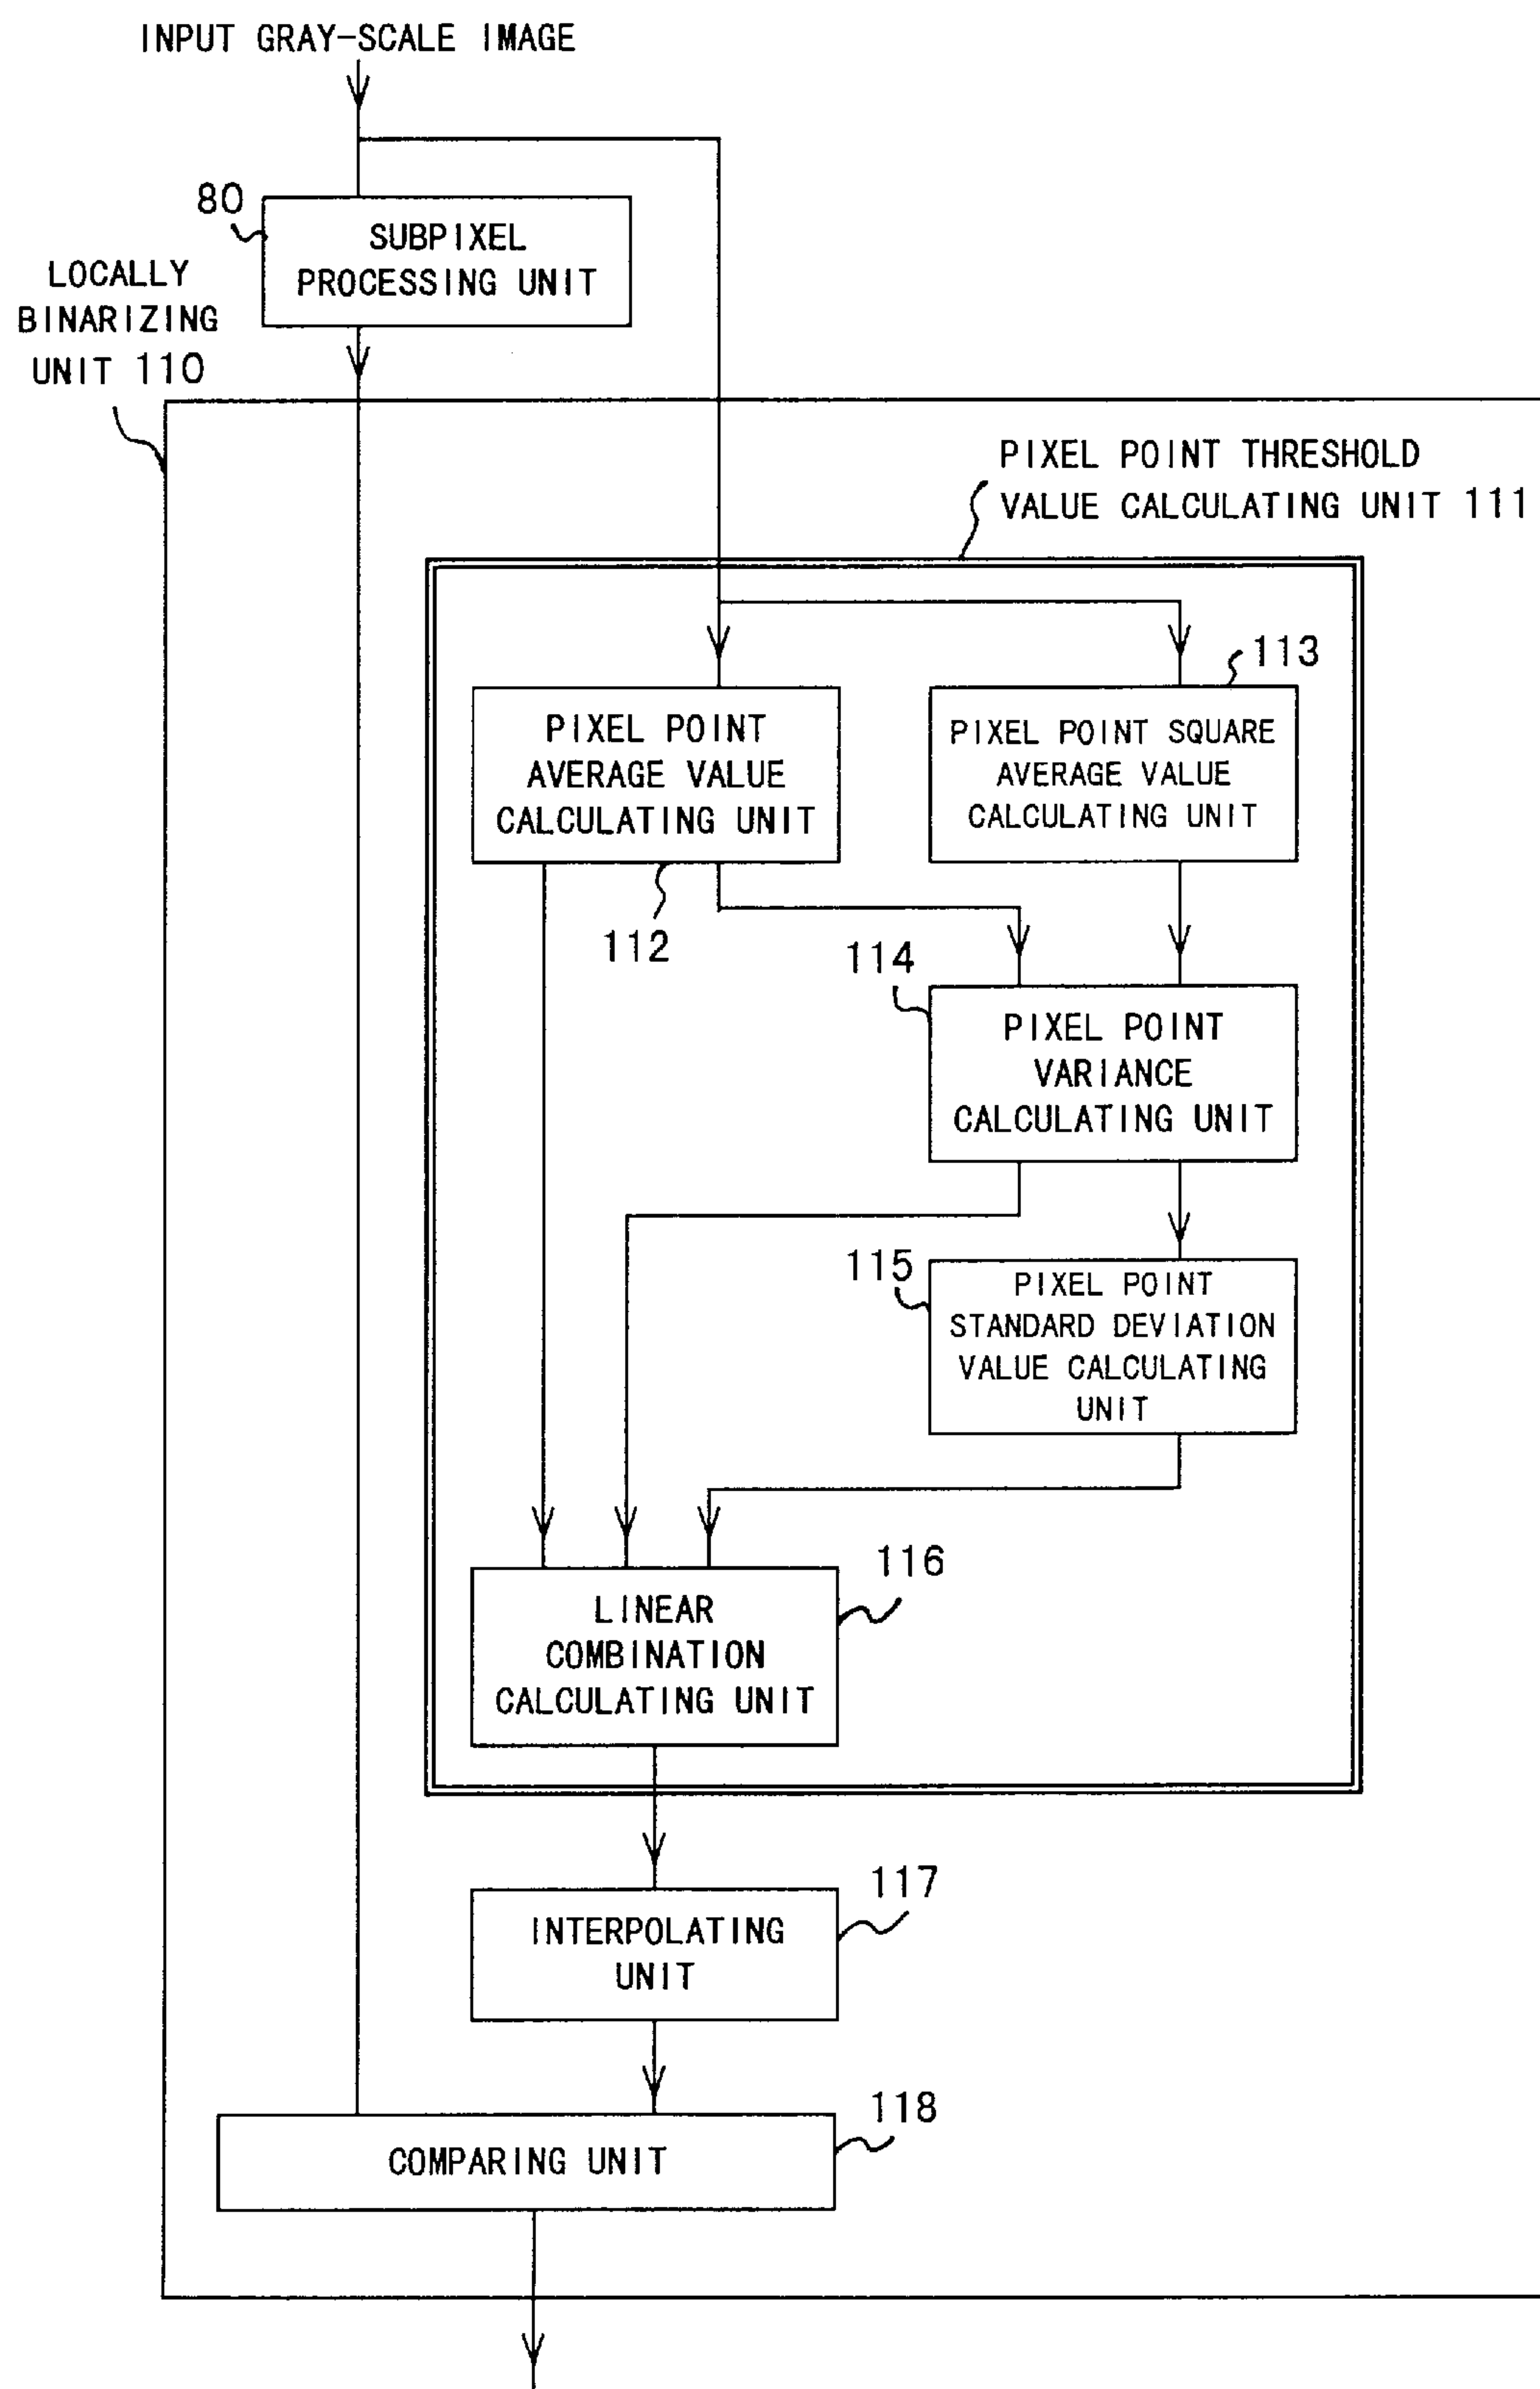 INPUT GRAY-SCALE IMAGE
80
SUBPIXEL
PROCESSING UNIT
LOCALLY
BINARIZING
UNIT 110
PIXEL POINT THRESHOLD
VALUE CALCULATING UNIT 111
113
PIXEL POINT
AVERAGE VALUE
CALCULATING UNIT
PIXEL POINT SQUARE
AVERAGE VALUE
CALCULATING UNIT
112
114
PIXEL POINT
VARIANCE
CALCULATING UNIT
115
PIXEL POINT
STANDARD DEVIATION
VALUE CALCULATING
UNIT
116
LINEAR
COMBINATION
CALCULATING UNIT
117
INTERPOLATING
UNIT
118
COMPARING UNIT